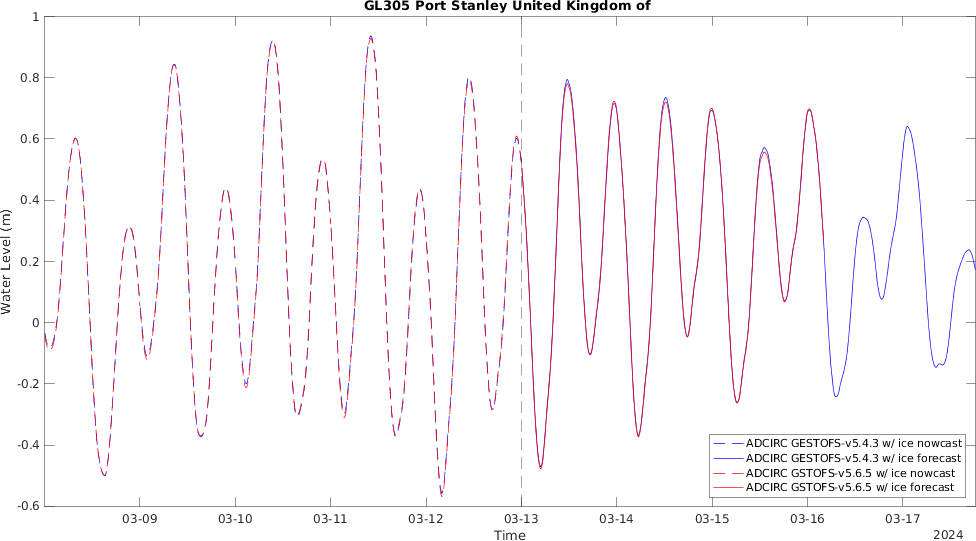 GL305 Port Stanley United Kingdom of
1
0.8
0.6
0.4
0.2
0
-0.2
-0.4
-0.6
Water Level (m)
ADCIRC GESTOFS-v5.4.3 w/ ice nowcast
ADCIRC GESTOFS-v5.4.3 w/ ice forecast
ADCIRC GSTOFS-v5.6.5 w/ ice nowcast
ADCIRC GSTOFS-v5.6.5 w/ ice forecast
03-09 03-10 03-11 03-12 03-13 03-14 03-15 03-16 03-17
Time
2024